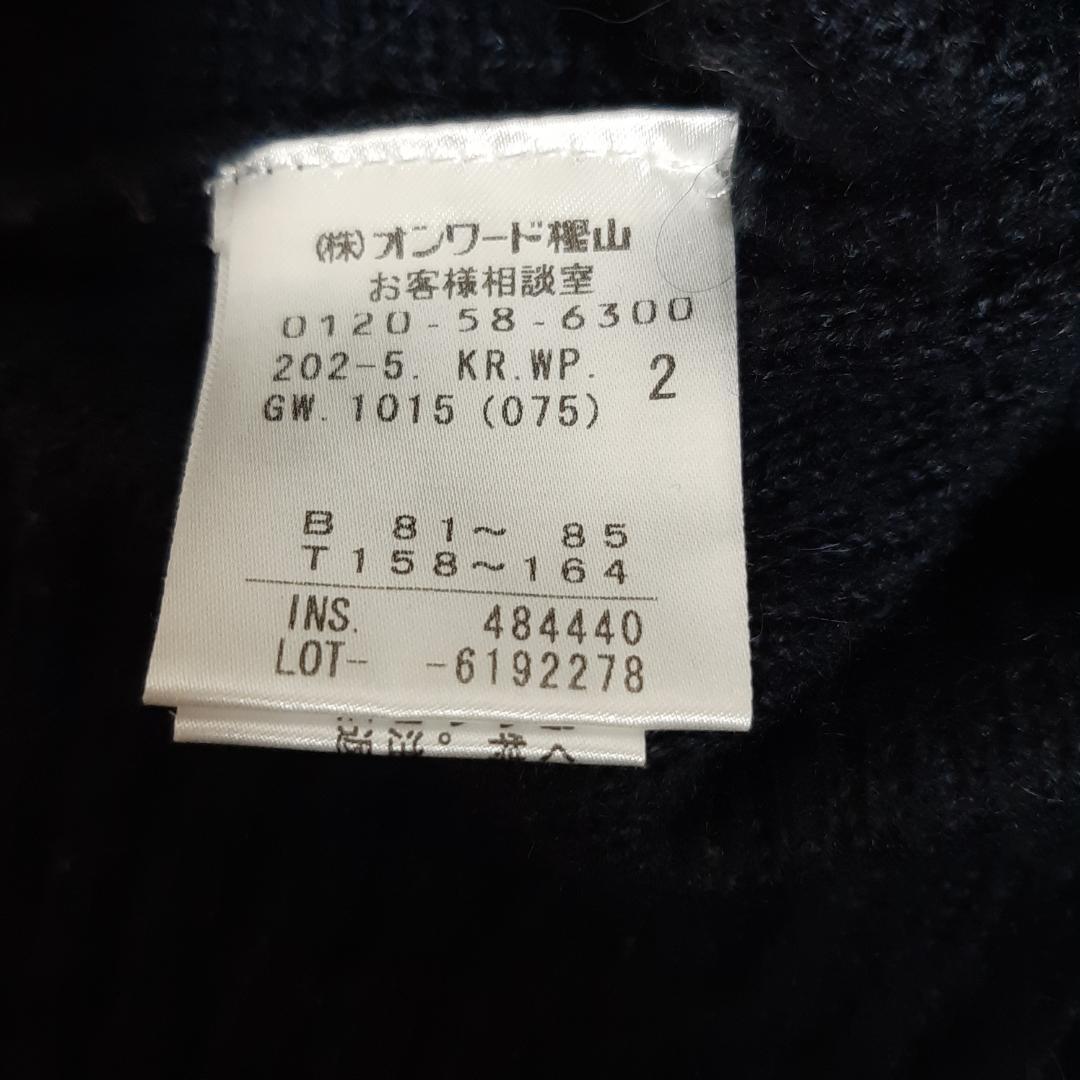 (株)オンワード樫山
お客様相談室
0120-58-6300
202-5. KR.WP. 2
GW. 1015 (075)
B 81〜 85
T 158〜164
INS. 484440
LOT- -6192278